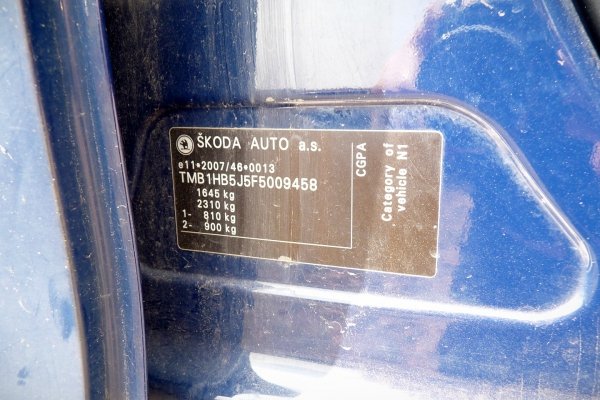 ŠKODA AUTO a.s.
e11*2007/46*0013
TMB1HB5J5F5009458
1645 kg
2310 kg
1- 810 kg
2- 900 kg
CGPA
Category of
vehicle N1